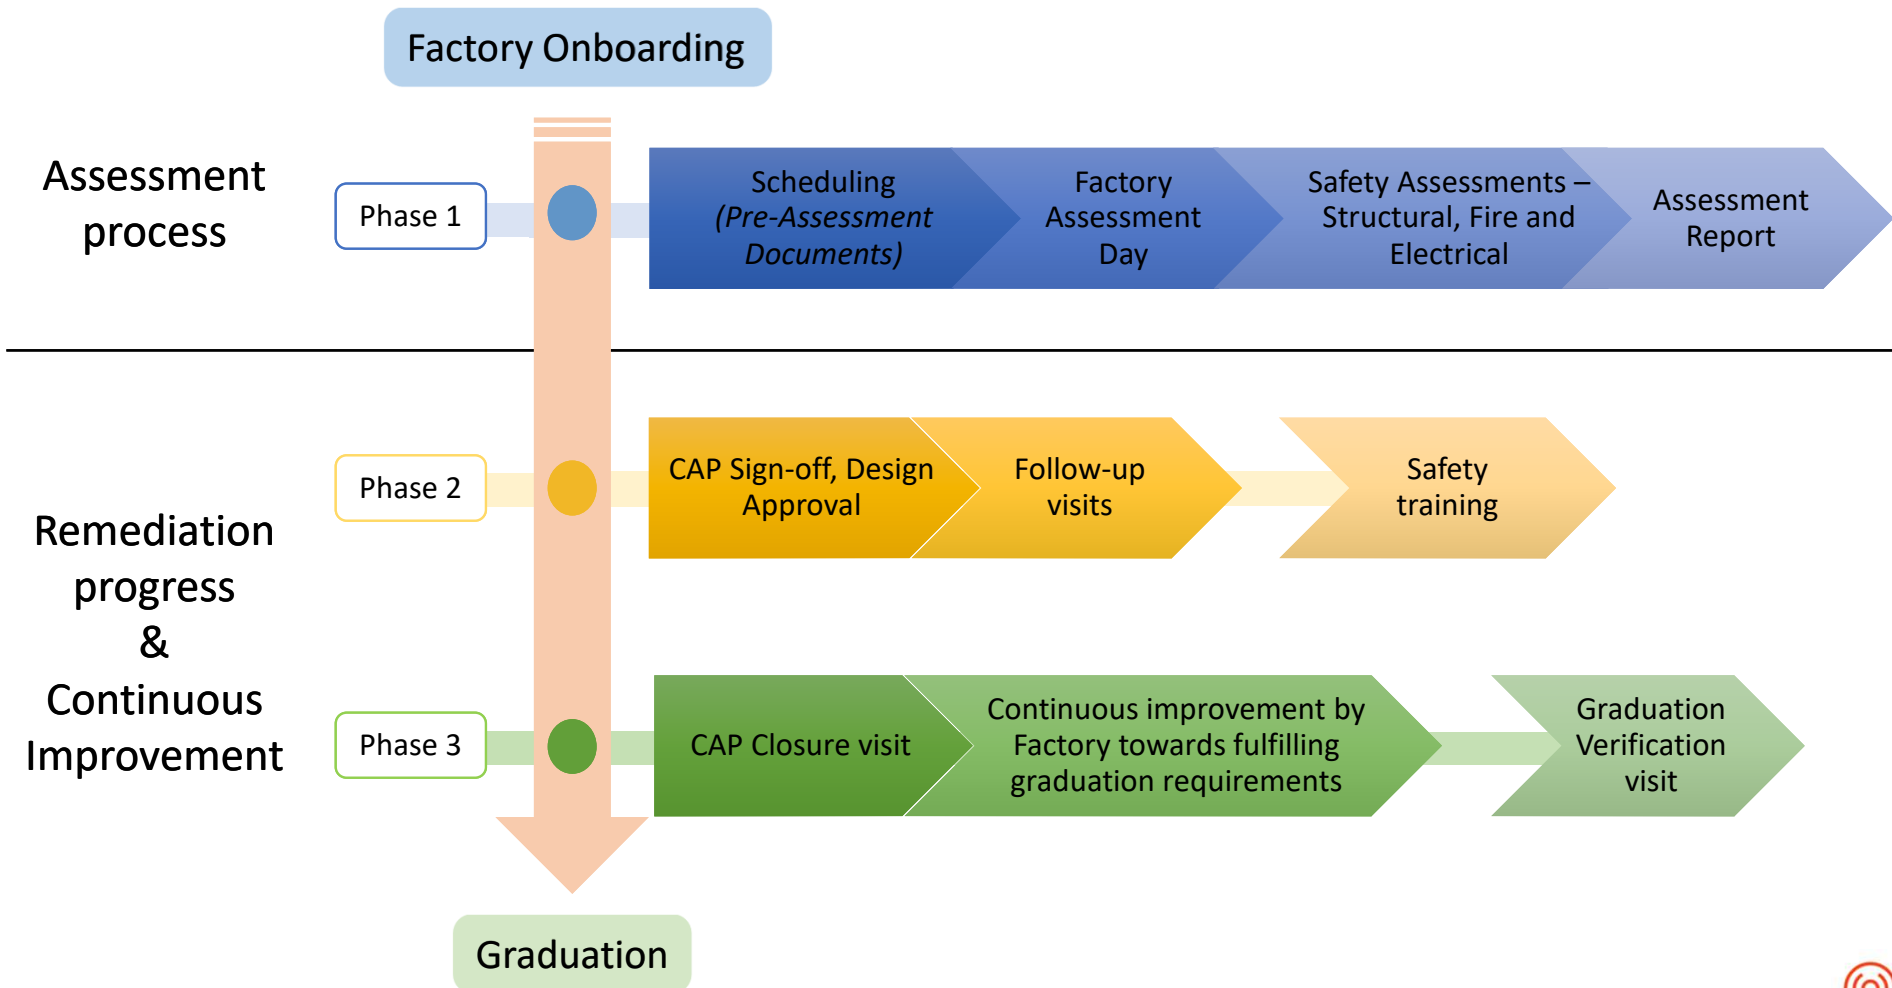 Factory Onboarding
Assessment
process
Phase 1
Scheduling
(Pre-Assessment
Documents)
Factory
Assessment
Day
Safety Assessments –
Structural, Fire and
Electrical
Assessment
Report
Remediation
progress
&
Continuous
Improvement
Phase 2
CAP Sign-off, Design
Approval
Follow-up
visits
Safety
training
Phase 3
CAP Closure visit
Continuous improvement by
Factory towards fulfilling
graduation requirements
Graduation
Verification
visit
Graduation